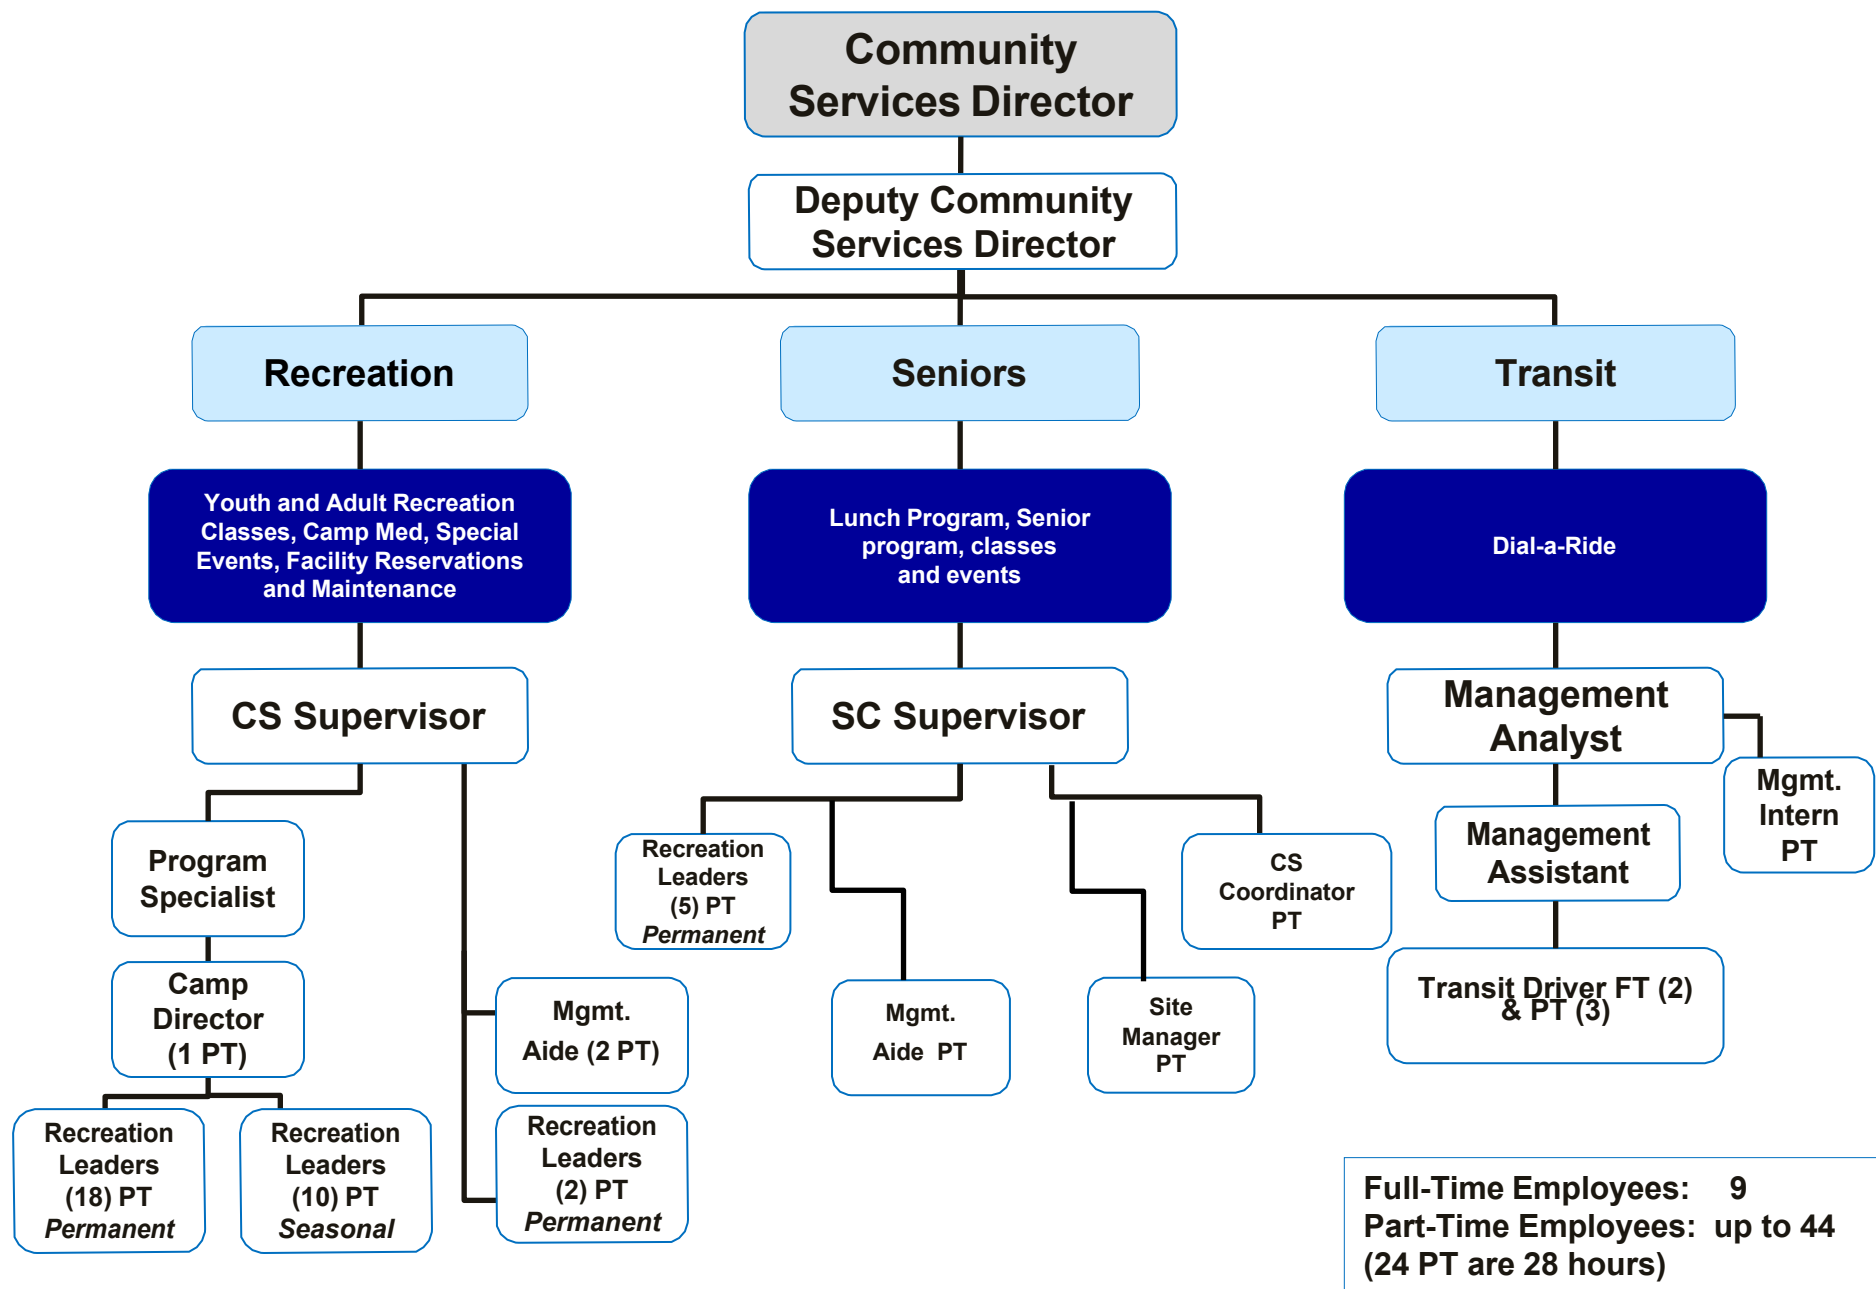 Community
Services Director
Deputy Community
Services Director
Recreation
Seniors
Transit
Youth and Adult Recreation
Classes, Camp Med, Special
Events, Facility Reservations
and Maintenance
Lunch Program, Senior
program, classes
and events
Dial-a-Ride
CS Supervisor
SC Supervisor
Management
Analyst
Mgmt.
Intern
PT
Program
Specialist
Recreation
Leaders
(5) PT
Permanent
CS
Coordinator
PT
Management
Assistant
Camp
Director
(1 PT)
Mgmt.
Aide (2 PT)
Mgmt.
Aide PT
Site
Manager
PT
Transit Driver FT (2)
& PT (3)
Recreation
Leaders
(18) PT
Permanent
Recreation
Leaders
(10) PT
Seasonal
Recreation
Leaders
(2) PT
Permanent
Full-Time Employees: 9
Part-Time Employees: up to 44
(24 PT are 28 hours)